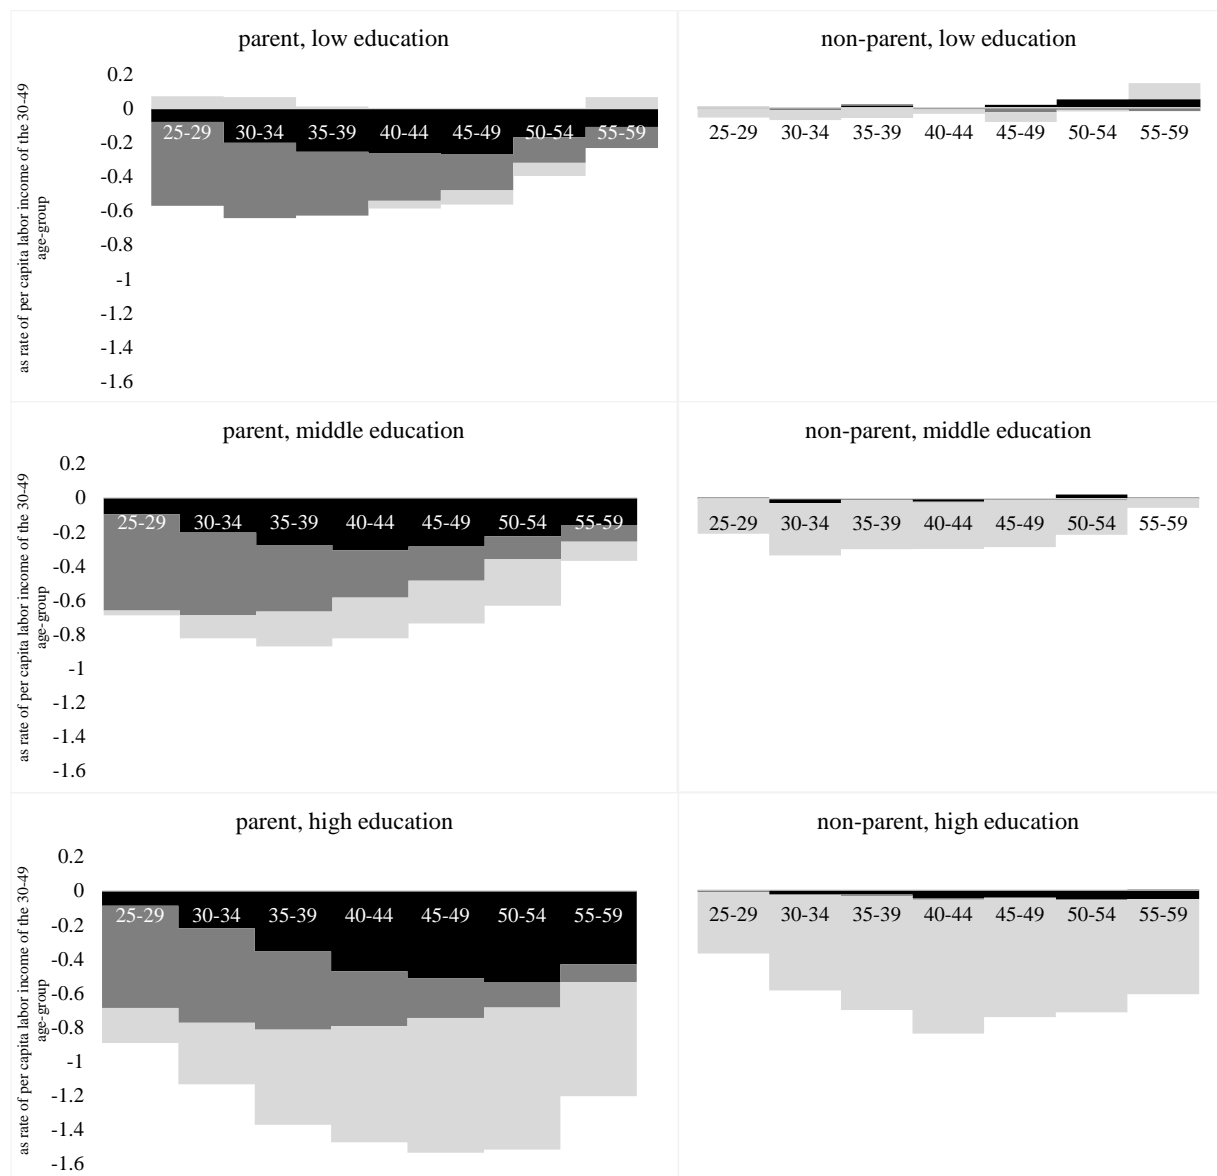 parent, low education
0.2
0
-0.2
-0.4
-0.6
-0.8
-1
-1.2
-1.4
-1.6
as rate of per capita labor income of the 30-49
age-group
25-29 30-34 35-39 40-44 45-49 50-54 55-59
non-parent, low education
25-29 30-34 35-39 40-44 45-49 50-54 55-59
parent, middle education
0.2
0
-0.2
-0.4
-0.6
-0.8
-1
-1.2
-1.4
-1.6
as rate of per capita labor income of the 30-49
age-group
25-29 30-34 35-39 40-44 45-49 50-54 55-59
non-parent, middle education
25-29 30-34 35-39 40-44 45-49 50-54 55-59
parent, high education
0.2
0
-0.2
-0.4
-0.6
-0.8
-1
-1.2
-1.4
-1.6
as rate of per capita labor income of the 30-49
age-group
25-29 30-34 35-39 40-44 45-49 50-54 55-59
non-parent, high education
25-29 30-34 35-39 40-44 45-49 50-54 55-59